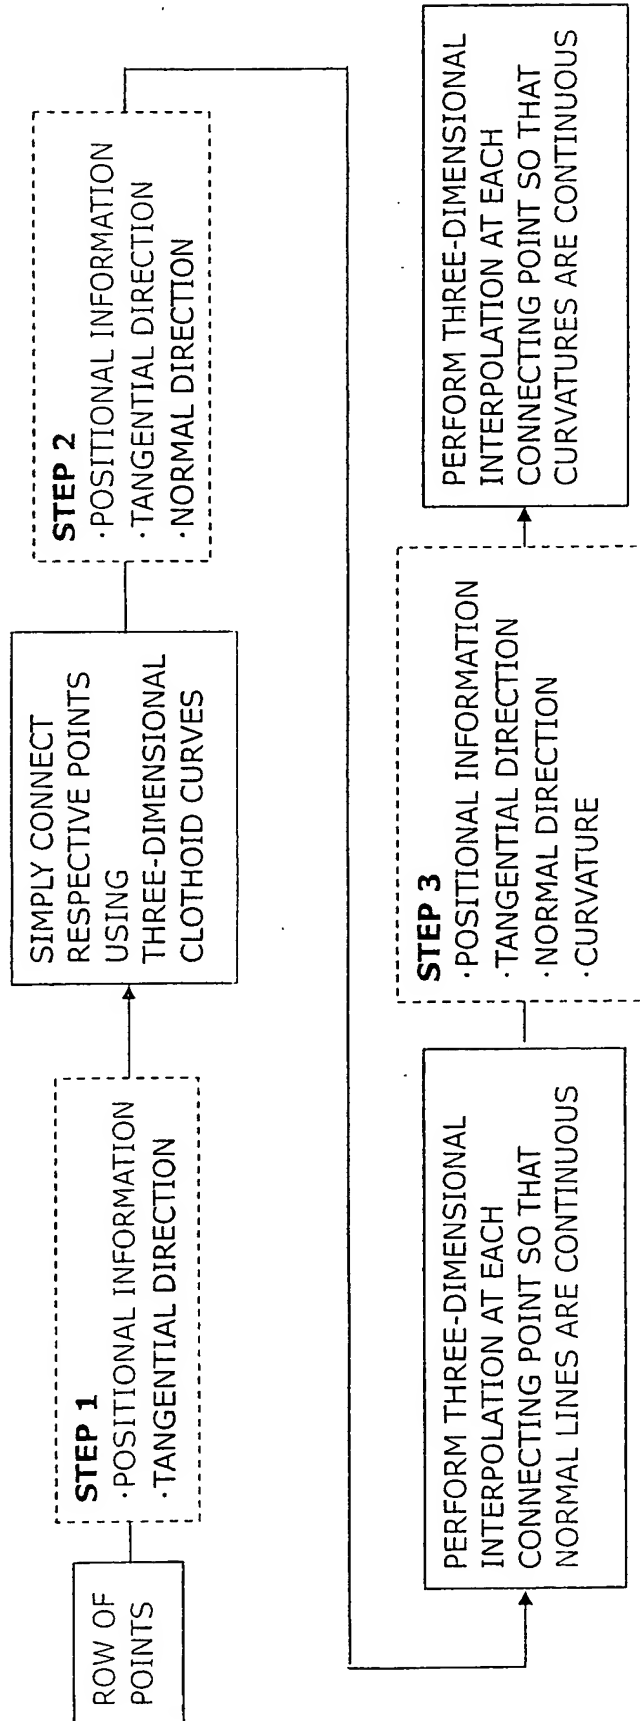 ROW OF
POINTS
STEP 1
·POSITIONAL INFORMATION
·TANGENTIAL DIRECTION
SIMPLY CONNECT
RESPECTIVE POINTS
USING
THREE-DIMENSIONAL
CLOTHOID CURVES
STEP 2
·POSITIONAL INFORMATION
·TANGENTIAL DIRECTION
·NORMAL DIRECTION
PERFORM THREE-DIMENSIONAL
INTERPOLATION AT EACH
CONNECTING POINT SO THAT
NORMAL LINES ARE CONTINUOUS
STEP 3
·POSITIONAL INFORMATION
·TANGENTIAL DIRECTION
·NORMAL DIRECTION
·CURVATURE
PERFORM THREE-DIMENSIONAL
INTERPOLATION AT EACH
CONNECTING POINT SO THAT
CURVATURES ARE CONTINUOUS